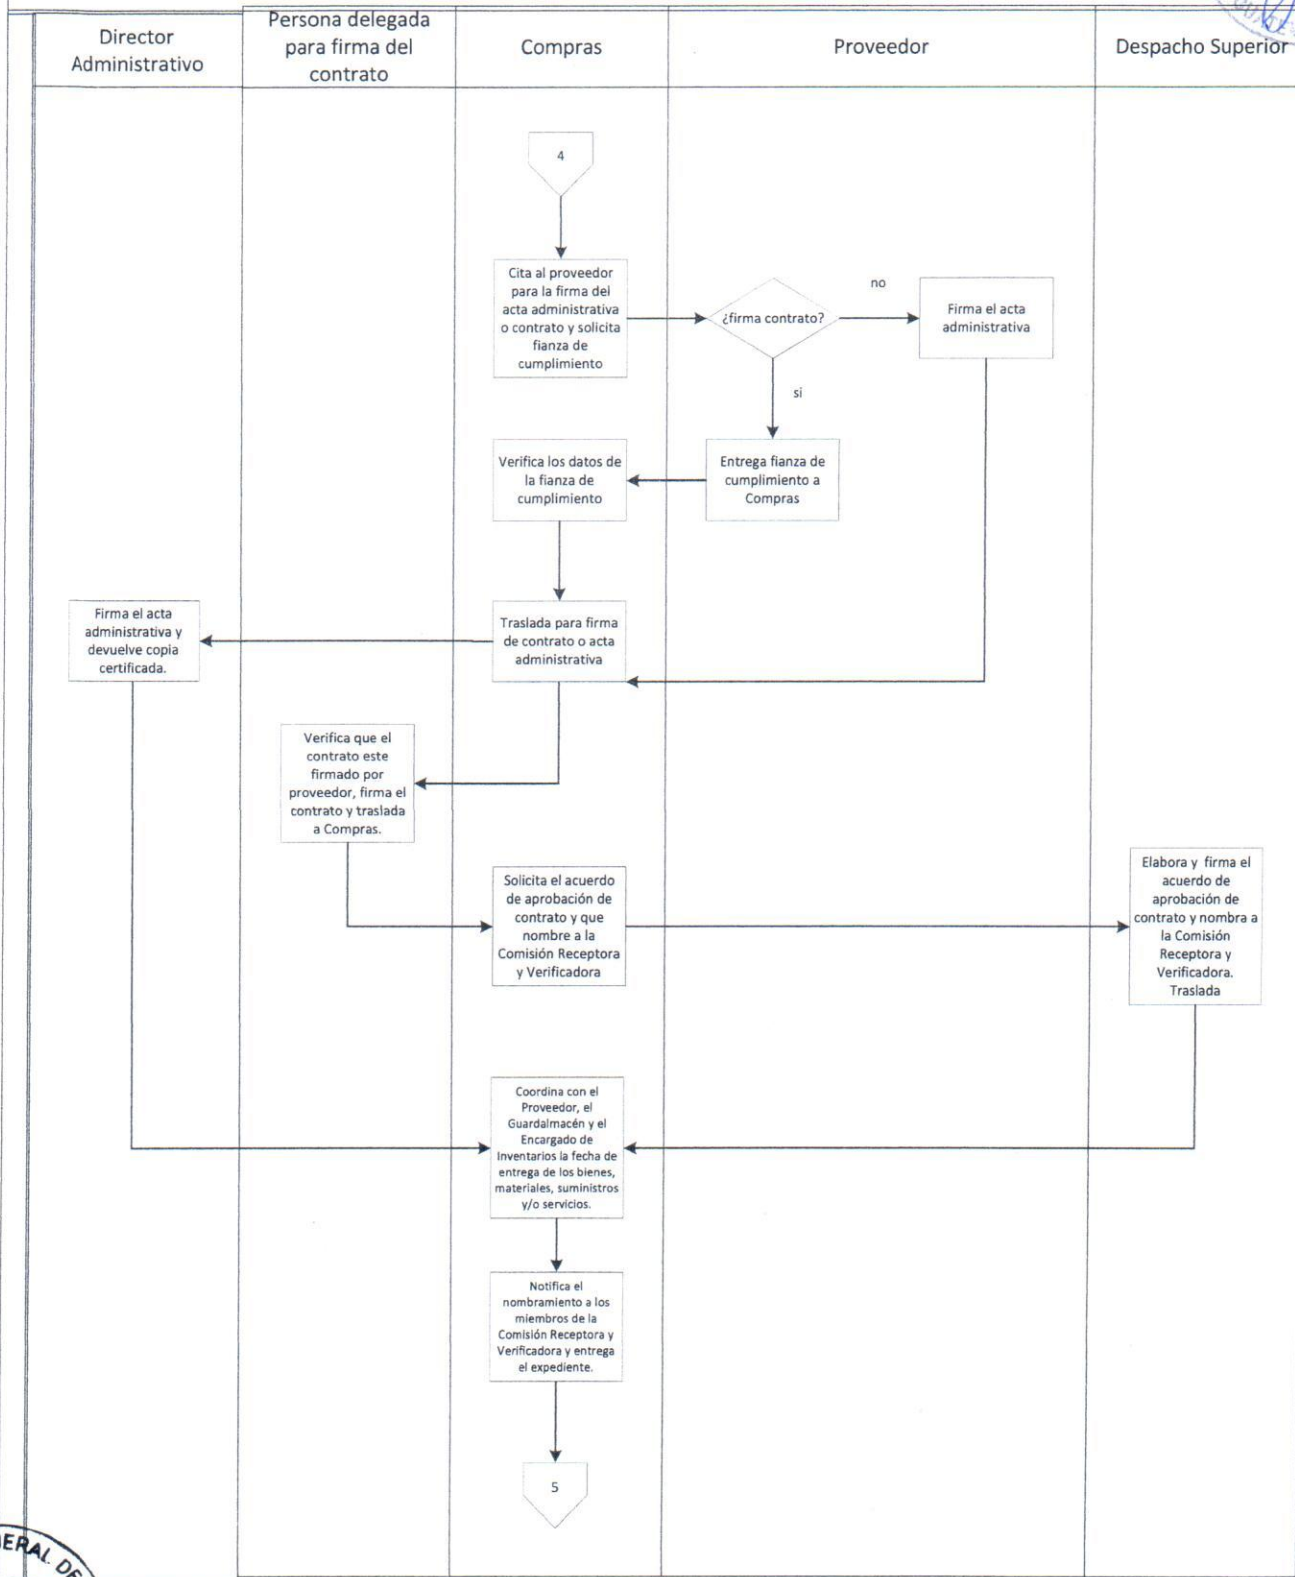 Director
Administrativo
Persona delegada
para firma del
contrato
Compras
Proveedor
Despacho Superior
4
Cita al proveedor
para la firma del
acta administrativa
o contrato y solicita
fianza de
cumplimiento
¿firma contrato?
no
Firma el acta
administrativa
si
Entrega fianza de
cumplimiento a
Compras
Verifica los datos de
la fianza de
cumplimiento
Traslada para firma
de contrato o acta
administrativa
Firma el acta
administrativa y
devuelve copia
certificada.
Verifica que el
contrato este
firmado por
proveedor, firma el
contrato y traslada
a Compras.
Solicita el acuerdo
de aprobación de
contrato y que
nombre a la
Comisión Receptora
y Verificadora
Elabora y firma el
acuerdo de
aprobación de
contrato y nombra a
la Comisión
Receptora y
Verificadora.
Traslada
Coordina con el
Proveedor, el
Guardalmacén y el
Encargado de
Inventarios la fecha de
entrega de los bienes,
materiales, suministros
y/o servicios.
Notifica el
nombramiento a los
miembros de la
Comisión Receptora y
Verificadora y entrega
el expediente.
5